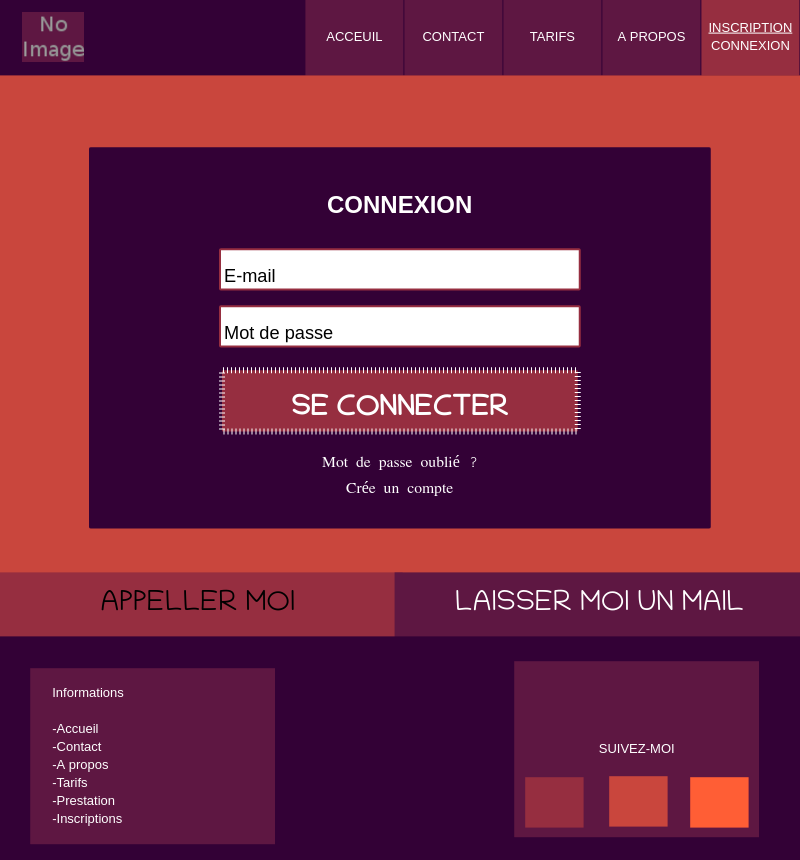 No
Image
ACCEUIL
CONTACT
TARIFS
A PROPOS
INSCRIPTION
CONNEXION
CONNEXION
E-mail
Mot de passe
SE CONNECTER
Mot de passe oublié ?
Crée un compte
APPELLER MOI
LAISSER MOI UN MAIL
Informations
-Accueil
-Contact
-A propos
-Tarifs
-Prestation
-Inscriptions
SUIVEZ-MOI